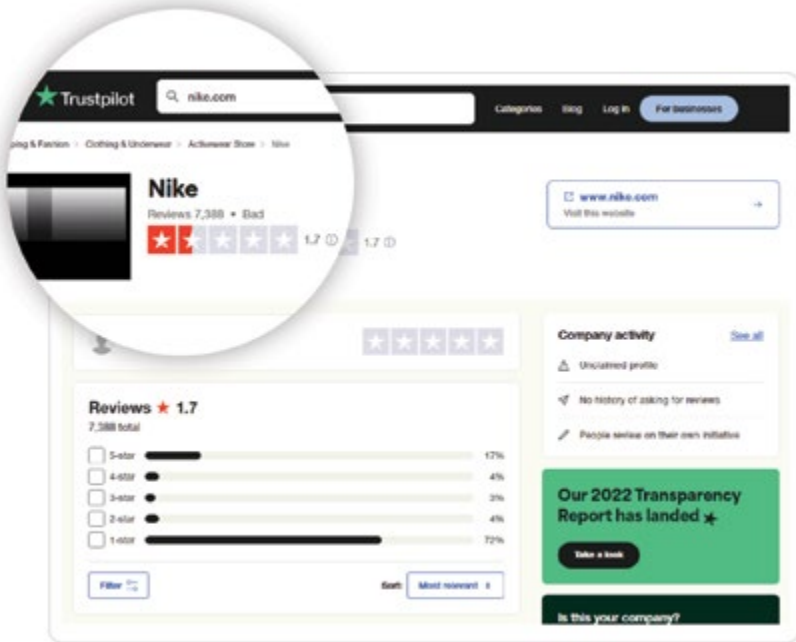 Trustpilot
nike.com
Categories Blog Log in For businesses
ping & Fashion > Clothing & Underwear > Activewear Store > Nike
Nike
Reviews 7,388 • Bad
1.7
1.7
www.nike.com
Visit this website
Company activity See all
Unclaimed profile
No history of asking for reviews
People review on their own initiative
Reviews ★ 1.7
7,388 total
5-star 17%
4-star 4%
3-star 3%
2-star 4%
1-star 72%
Filter
Sort: Most relevant
Our 2022 Transparency
Report has landed
Take a look
Is this your company?